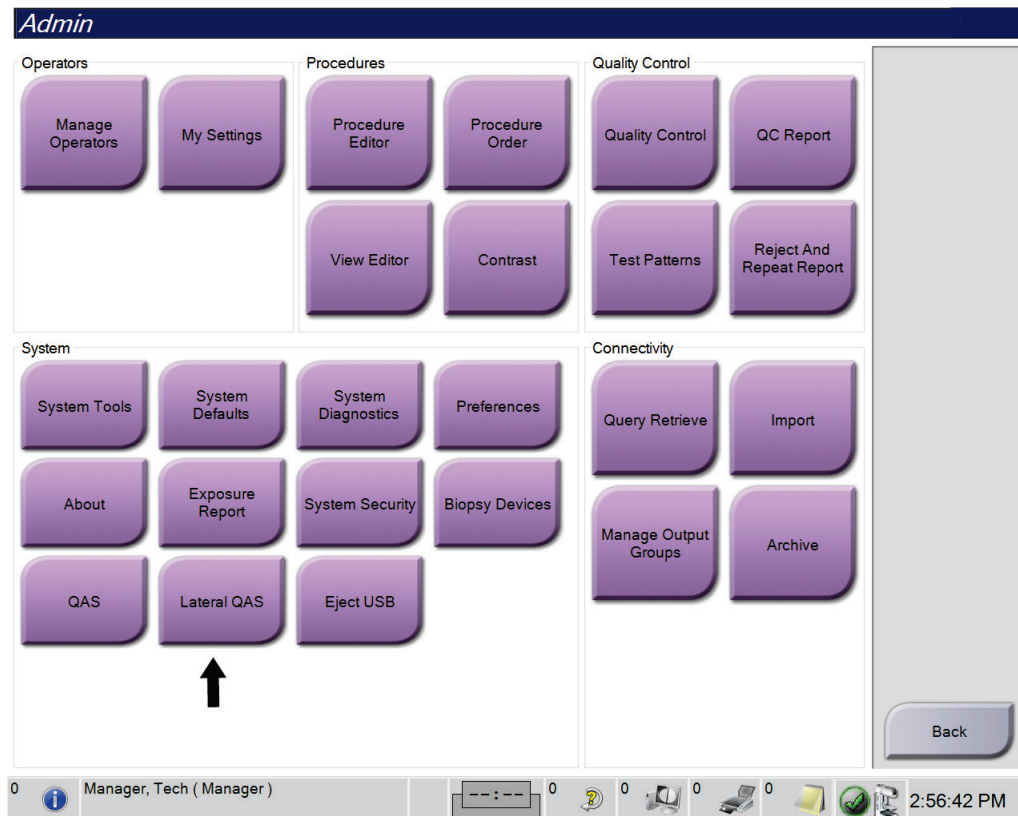 Admin
Operators
Manage
Operators
My Settings
Procedures
Procedure
Editor
Procedure
Order
View Editor
Contrast
Quality Control
Quality Control
QC Report
Test Patterns
Reject And
Repeat Report
System
System Tools
System
Defaults
System
Diagnostics
Preferences
About
Exposure
Report
System Security
Biopsy Devices
QAS
Lateral QAS
Eject USB
Connectivity
Query Retrieve
Import
Manage Output
Groups
Archive
Back
0
Manager, Tech ( Manager )
--:--
0
0
0
0
2:56:42 PM